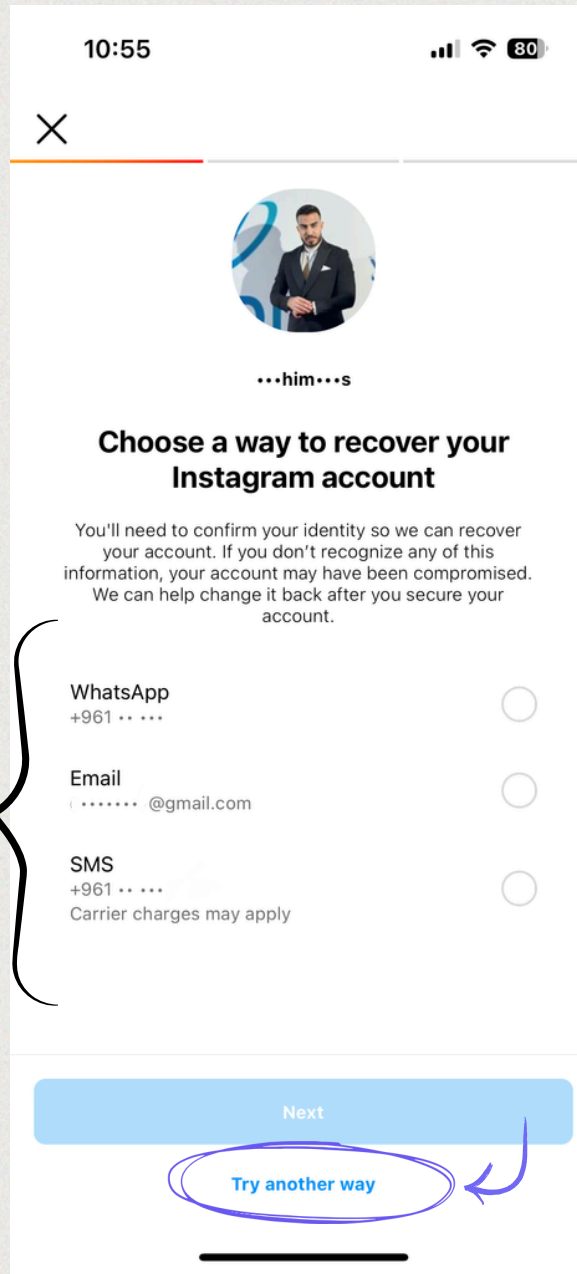 10:55
80
•••him•••s
Choose a way to recover your
Instagram account
You'll need to confirm your identity so we can recover
your account. If you don’t recognize any of this
information, your account may have been compromised.
We can help change it back after you secure your
account.
WhatsApp
+961 •• •••
Email
••••••• @gmail.com
SMS
+961 •• •••
Carrier charges may apply
Next
Try another way